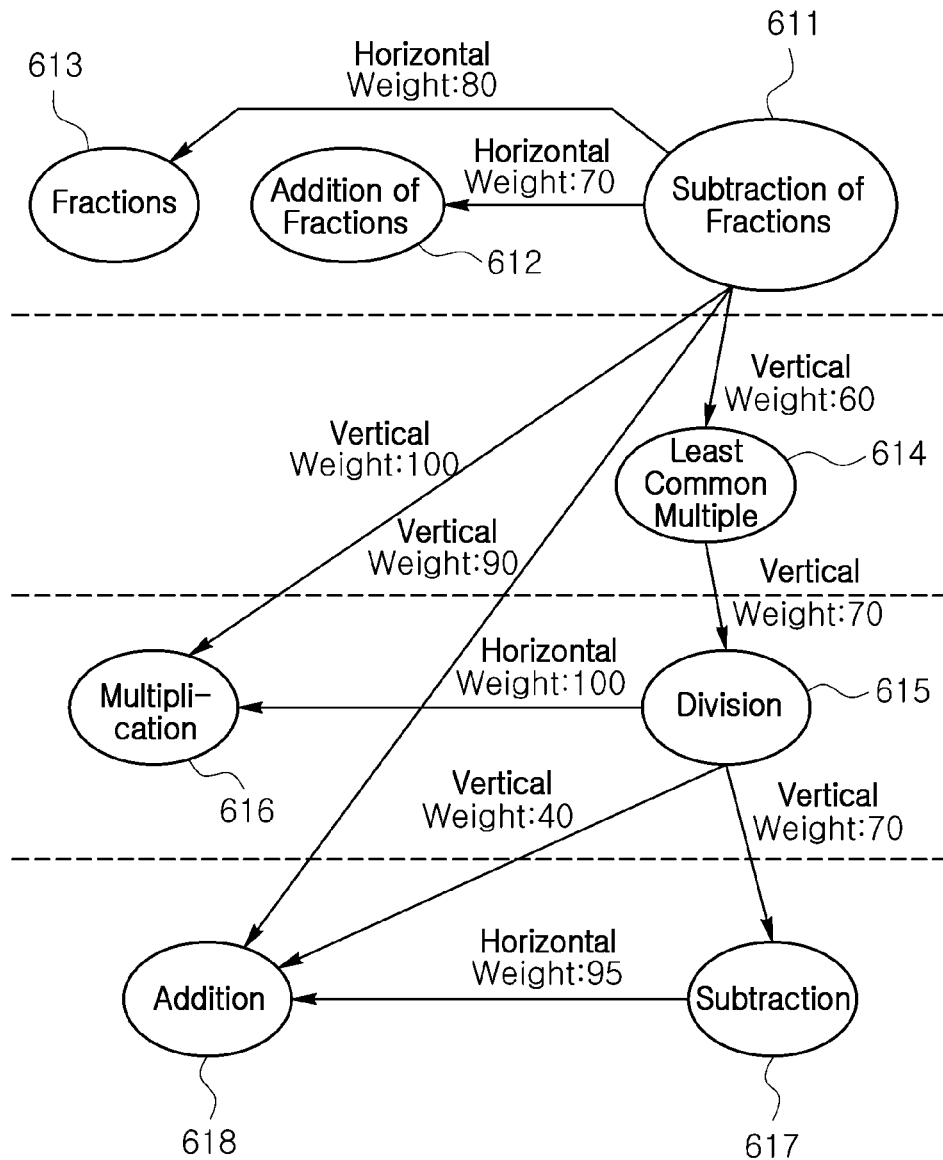 611
613
Horizontal
Weight:80
Horizontal
Weight:70
Fractions
Addition of
Fractions
Subtraction of
Fractions
612
Vertical
Weight:60
Vertical
Weight:100
Least
Common
Multiple
614
Vertical
Weight:90
Vertical
Weight:70
Horizontal
Weight:100
Multipli-
cation
Division
615
616
Vertical
Weight:40
Vertical
Weight:70
Horizontal
Weight:95
Addition
Subtraction
618
617